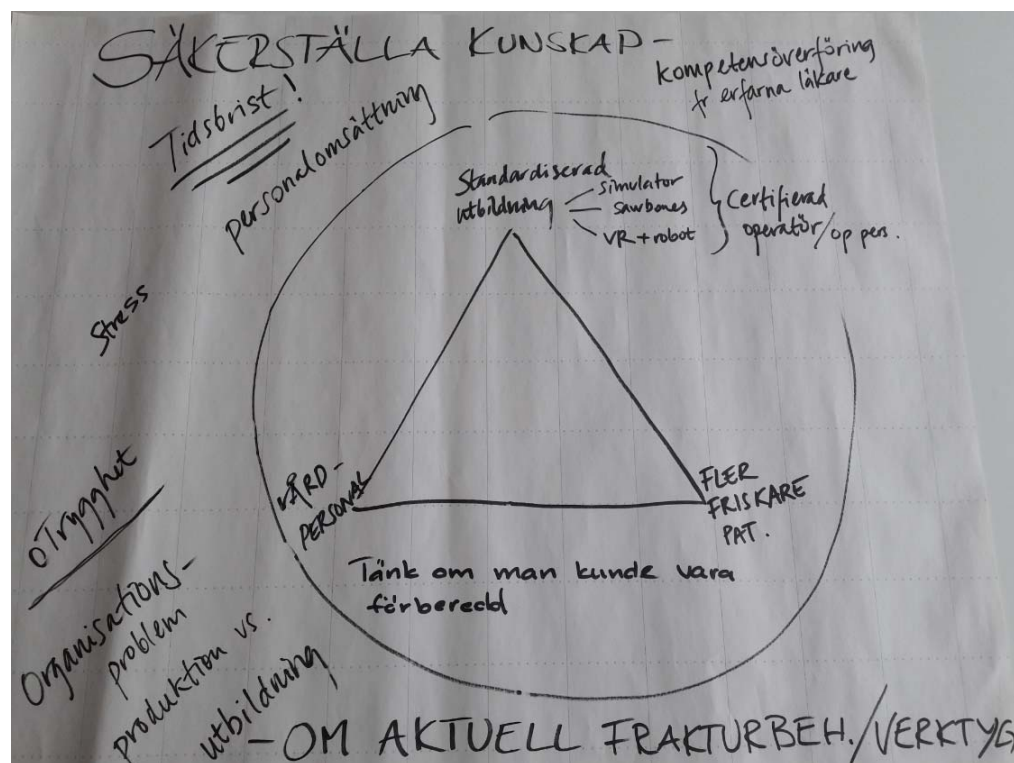 SÄKERSTÄLLA KUNSKAP -
kompetensöverföring
fr erfarna läkare
Tidsbrist!
personalomsättning
Standardiserad
utbildning
simulator
sawbones
VR + robot
Certifierad
operatör/op pers.
Stress
VÅRD-
PERSONAL
FLER
FRISKARE
PAT.
oTrygghet
Tänk om man kunde vara
förberedd
Organisations-
problem
produktion vs.
utbildning
- OM AKTUELL FRAKTURBEH./VERKTYG